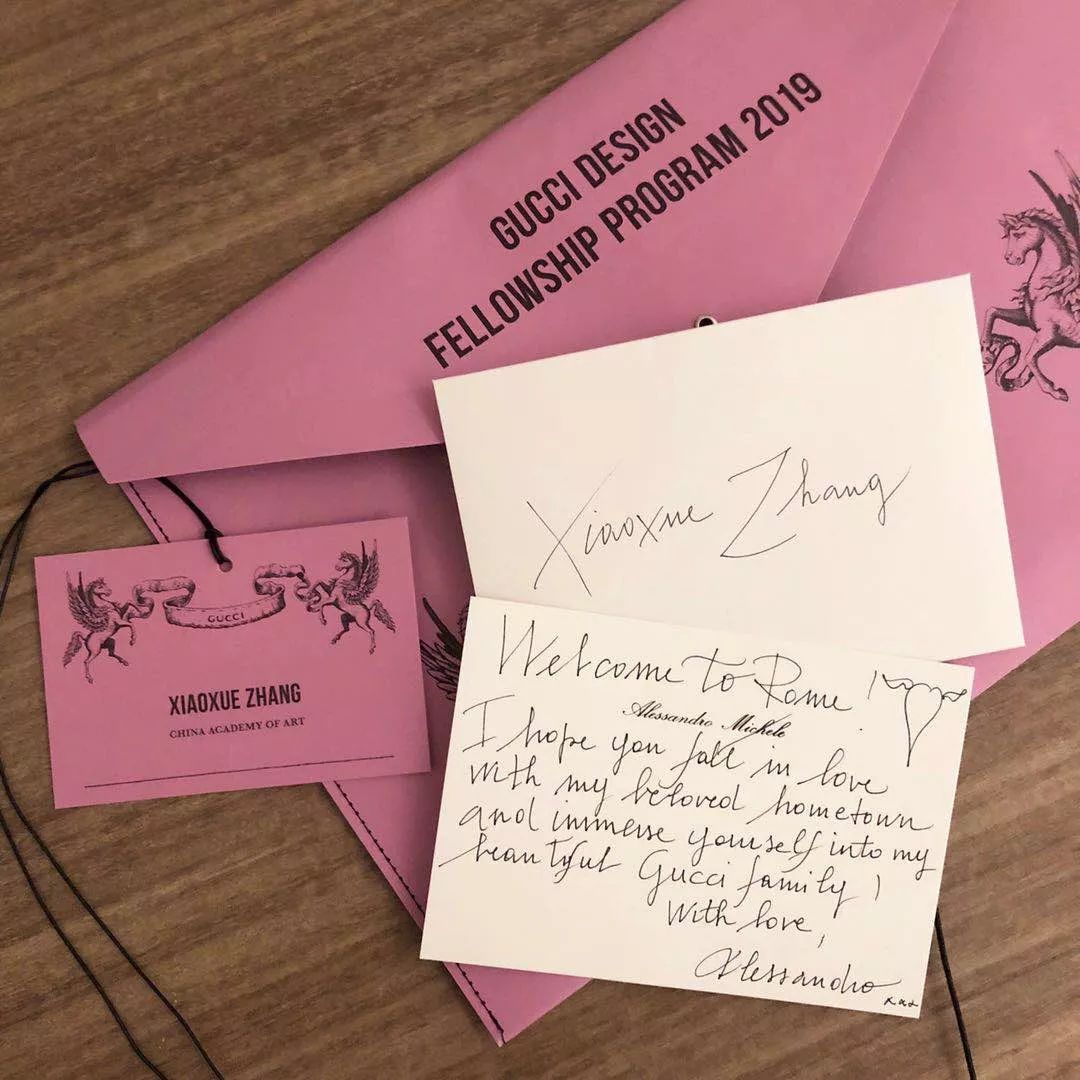 GUCCI DESIGN
FELLOWSHIP PROGRAM 2019
Xiaoxue Zhang
GUCCI
XIAOXUE ZHANG
CHINA ACADEMY OF ART
Welcome to Rome!
Alessandro Michele
I hope you fall in love
with my beloved hometown
and immerse yourself into my
beautiful Gucci family!
With love,
Alessandro